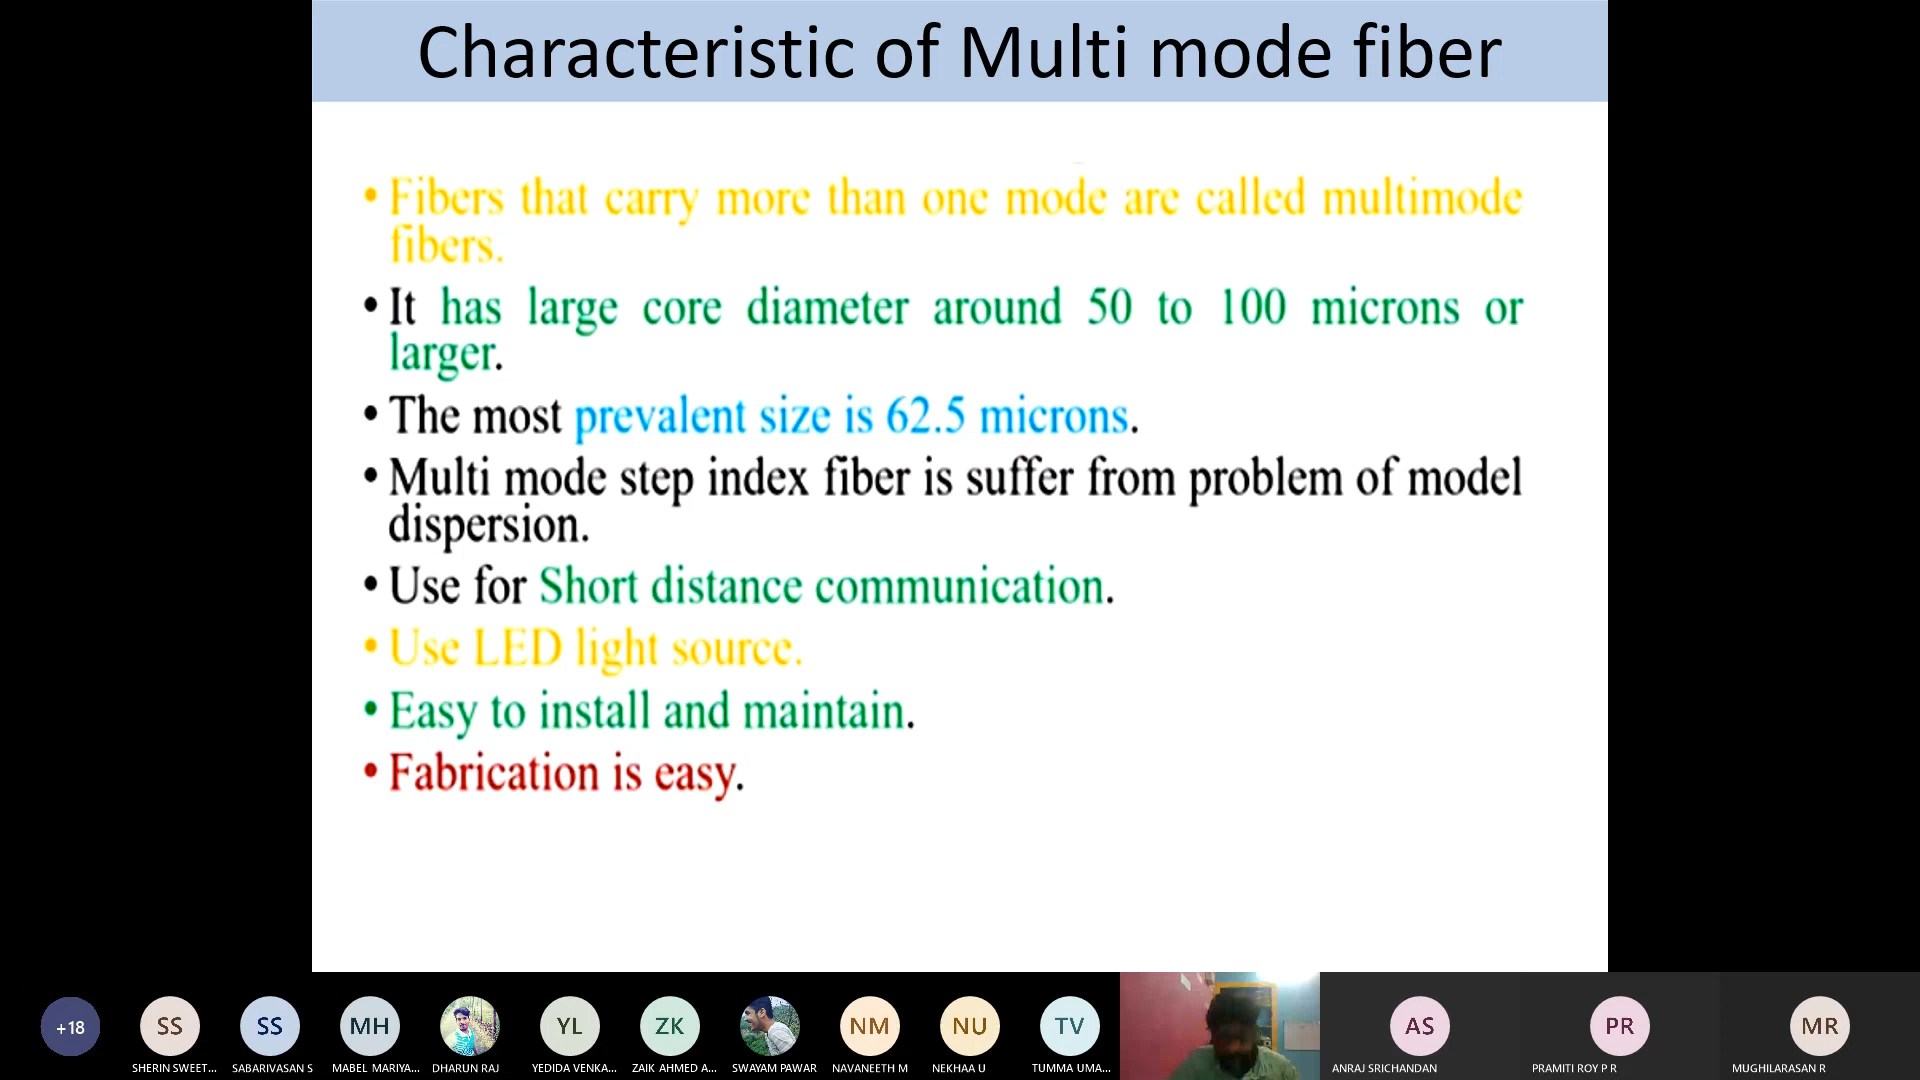 Characteristic of Multi mode fiber
• Fibers that carry more than one mode are called multimode
fibers.
• It has large core diameter around 50 to 100 microns or
larger.
• The most prevalent size is 62.5 microns.
• Multi mode step index fiber is suffer from problem of model
dispersion.
• Use for Short distance communication.
• Use LED light source.
• Easy to install and maintain.
• Fabrication is easy.
+18
SS
SS
MH
YL
ZK
NM
NU
TV
AS
PR
MR
SHERIN SWEET...
SABARIVASAN S
MABEL MARIYA...
DHARUN RAJ
YEDIDA VENKA...
ZAIK AHMED A...
SWAYAM PAWAR
NAVANEETH M
NEKHAA U
TUMMA UMA...
ANRAJ SRICHANDAN
PRAMITI ROY P R
MUGHILARASAN R